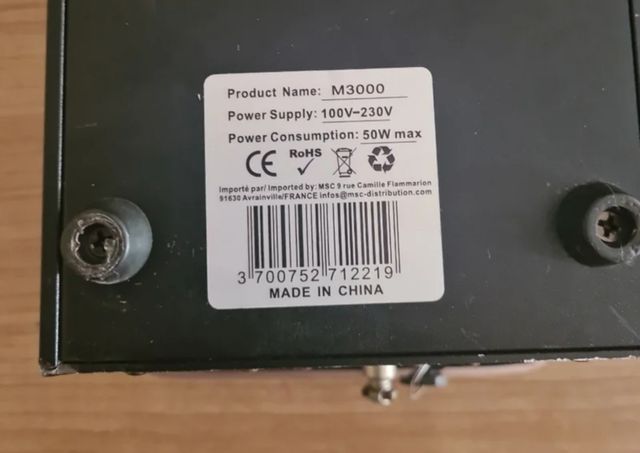 Product Name: M3000
Power Supply: 100V-230V
Power Consumption: 50W max
CE RoHS
Importé par/ Imported by: MSC 9 rue Camille Flammarion
91630 Avrainville/FRANCE infos@msc-distribution.com
3 700752 712219
MADE IN CHINA